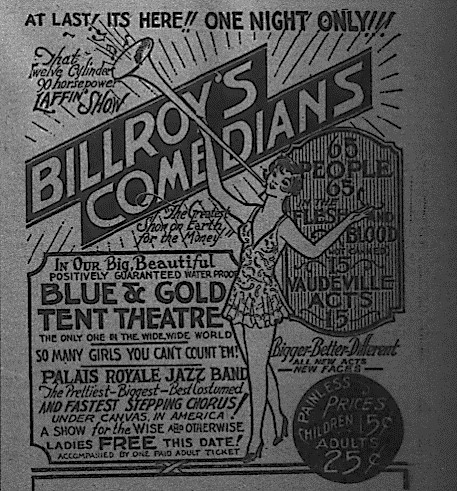 AT LAST! ITS HERE!! ONE NIGHT ONLY!!!
That
Twelve Cylinder
90 horsepower
LAFFIN' SHOW
BILLROY'S
COMEDIANS
"The Greatest
Show on Earth
for the Money"
65
PEOPLE
65
IN THE
FLESH AND
BLOOD
15
VAUDEVILLE
ACTS
15
IN OUR BIG, BEAUTIFUL
POSITIVELY GUARANTEED WATER PROOF
BLUE & GOLD
TENT THEATRE
THE ONLY ONE IN THE WIDE, WIDE WORLD
SO MANY GIRLS YOU CAN'T COUNT 'EM!
PALAIS ROYALE JAZZ BAND
The Prettiest-Biggest-Best Costumed
AND FASTEST STEPPING CHORUS!
UNDER CANVAS, IN AMERICA!
A SHOW for the WISE AND OTHERWISE
LADIES FREE THIS DATE!
ACCOMPANIED BY ONE PAID ADULT TICKET
Bigger-Better-Different
ALL NEW ACTS
NEW FACES
PAINLESS
PRICES
CHILDREN 15¢
ADULTS
25¢